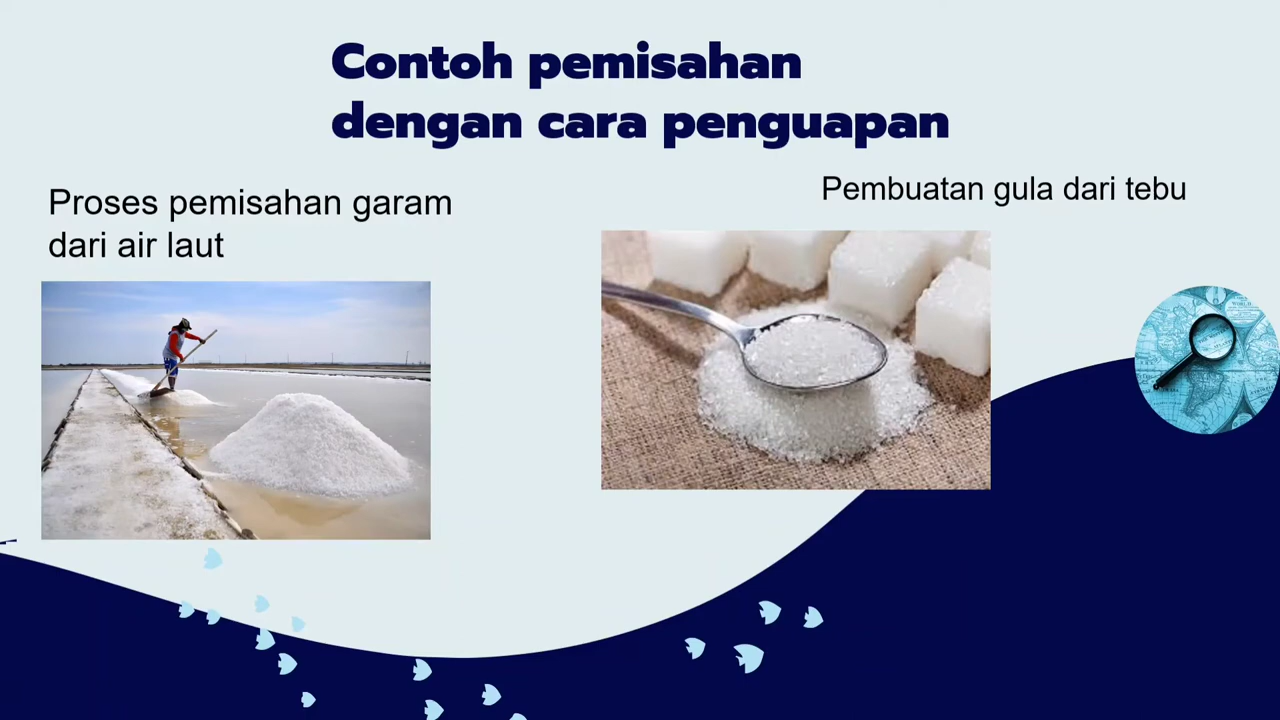 Contoh pemisahan
dengan cara penguapan
Proses pemisahan garam
dari air laut
Pembuatan gula dari tebu